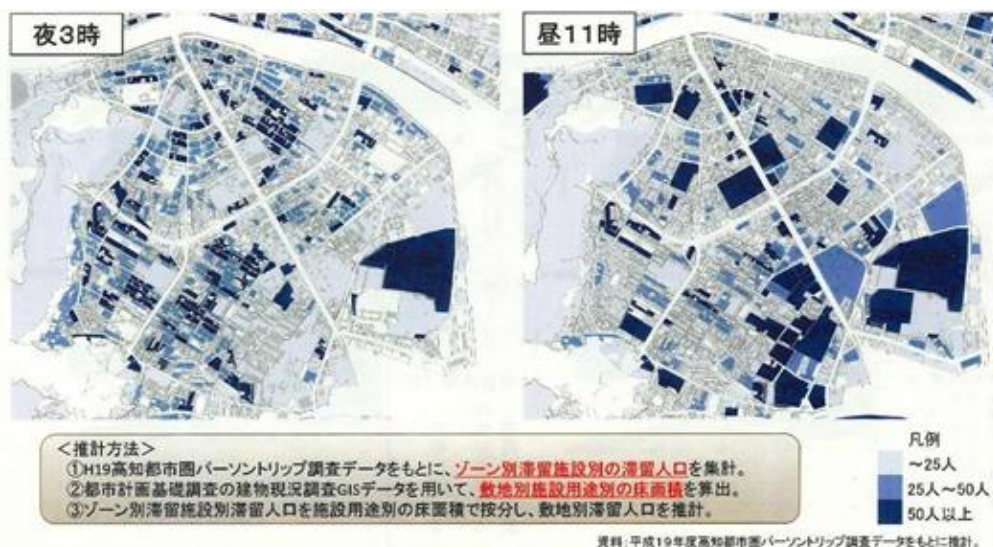 夜3時
昼11時
<推計方法>
①H19高知都市圏パーソントリップ調査データをもとに、ゾーン別滞留施設別の滞留人口を集計。
②都市計画基礎調査の建物現況調査GISデータを用いて、敷地別施設用途別の床面積を算出。
③ゾーン別滞留施設別滞留人口を施設用途別の床面積で按分し、敷地別滞留人口を推計。
凡例
～25人
25人～50人
50人以上
資料:平成19年度高知都市圏パーソントリップ調査データをもとに推計。